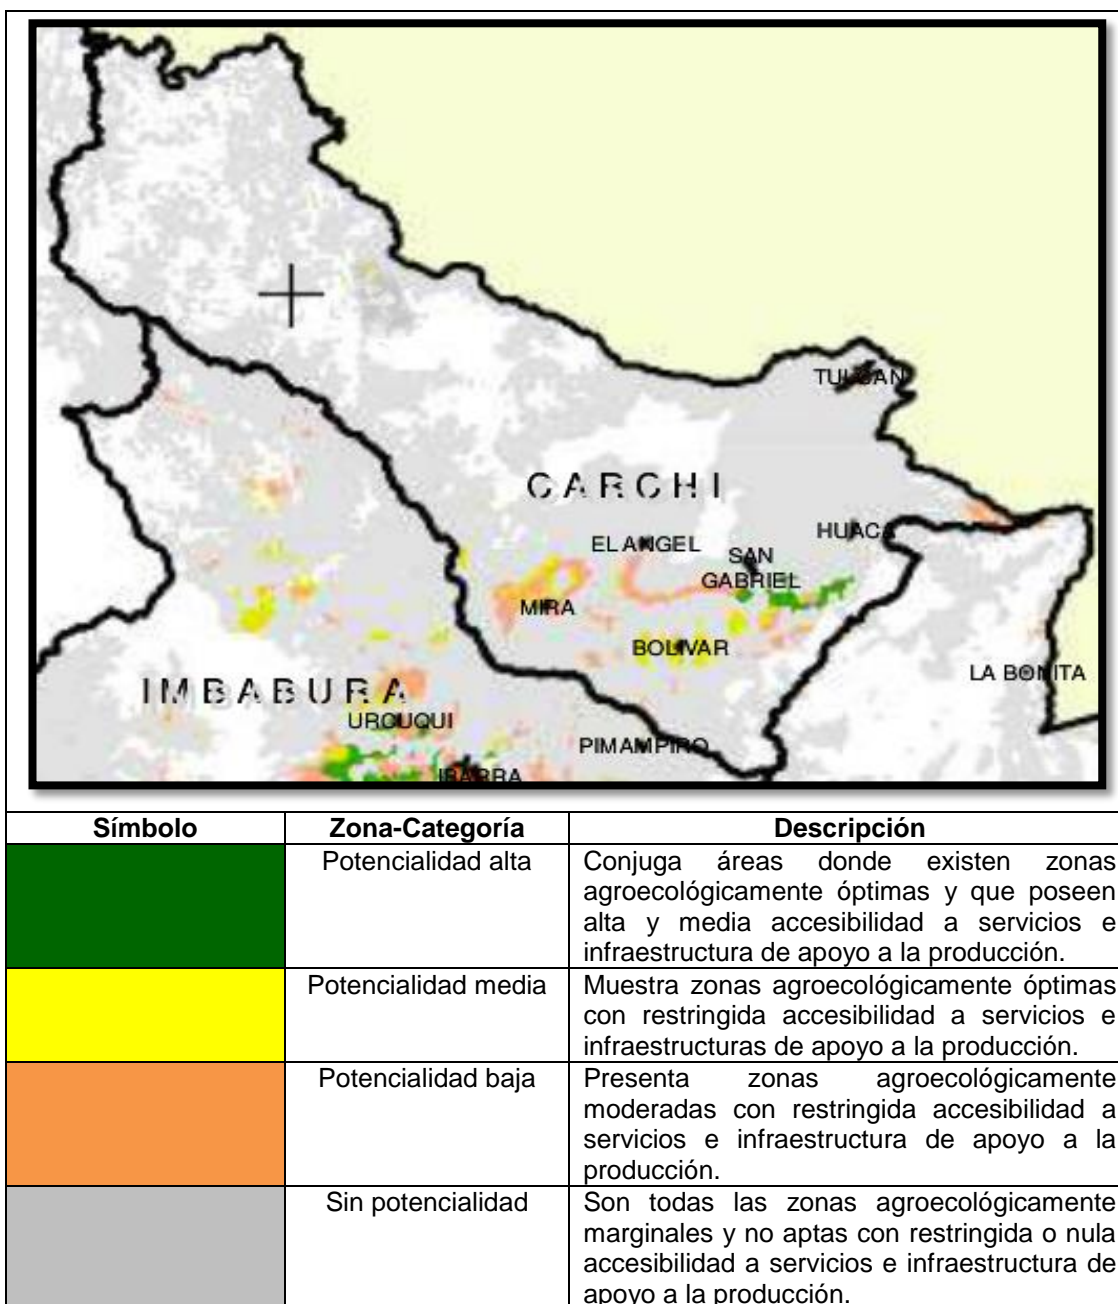 TULCAN
CARCHI
EL ANGEL
HUACA
SAN
GABRIEL
MIRA
BOLIVAR
LA BONITA
IMBABURA
URCUQUI
PIMAMPIRO
IBARRA
Símbolo Zona-Categoría Descripción
Potencialidad alta Conjuga áreas donde existen zonas
agroecológicamente óptimas y que poseen
alta y media accesibilidad a servicios e
infraestructura de apoyo a la producción.
Potencialidad media Muestra zonas agroecológicamente óptimas
con restringida accesibilidad a servicios e
infraestructuras de apoyo a la producción.
Potencialidad baja Presenta zonas agroecológicamente
moderadas con restringida accesibilidad a
servicios e infraestructura de apoyo a la
producción.
Sin potencialidad Son todas las zonas agroecológicamente
marginales y no aptas con restringida o nula
accesibilidad a servicios e infraestructura de
apoyo a la producción.